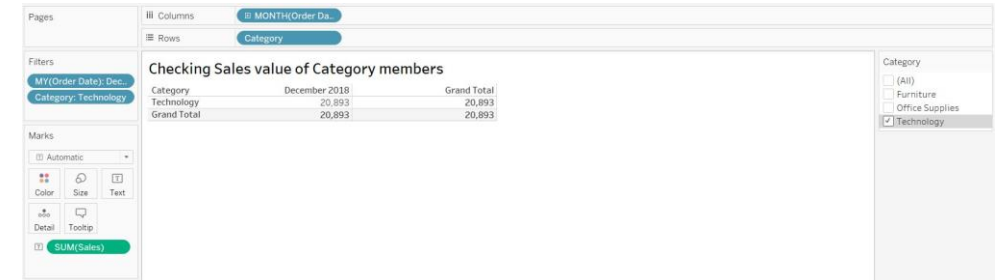 Pages
Columns
MONTH(Order Da..
Rows
Category
Filters
MY(Order Date): Dec..
Category: Technology
Checking Sales value of Category members
Category December 2018 Grand Total
Technology 20,893 20,893
Grand Total 20,893 20,893
Category
(All)
Furniture
Office Supplies
Technology
Marks
Automatic
Color Size Text
Detail Tooltip
SUM(Sales)